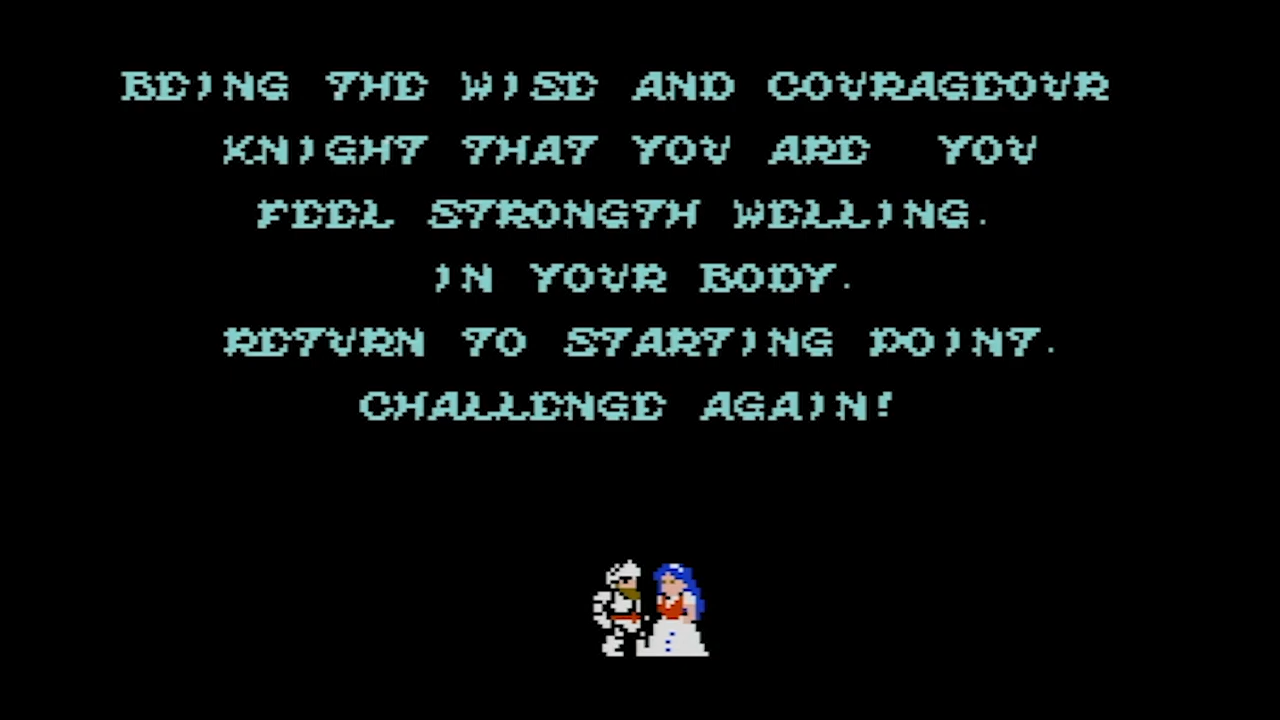 BEING THE WISE AND COURAGEOUR
KNIGHT THAT YOU ARE YOU
FEEL STRONGTH WELLING.
IN YOUR BODY.
RETURN TO STARTING POINT.
CHALLENGE AGAIN!